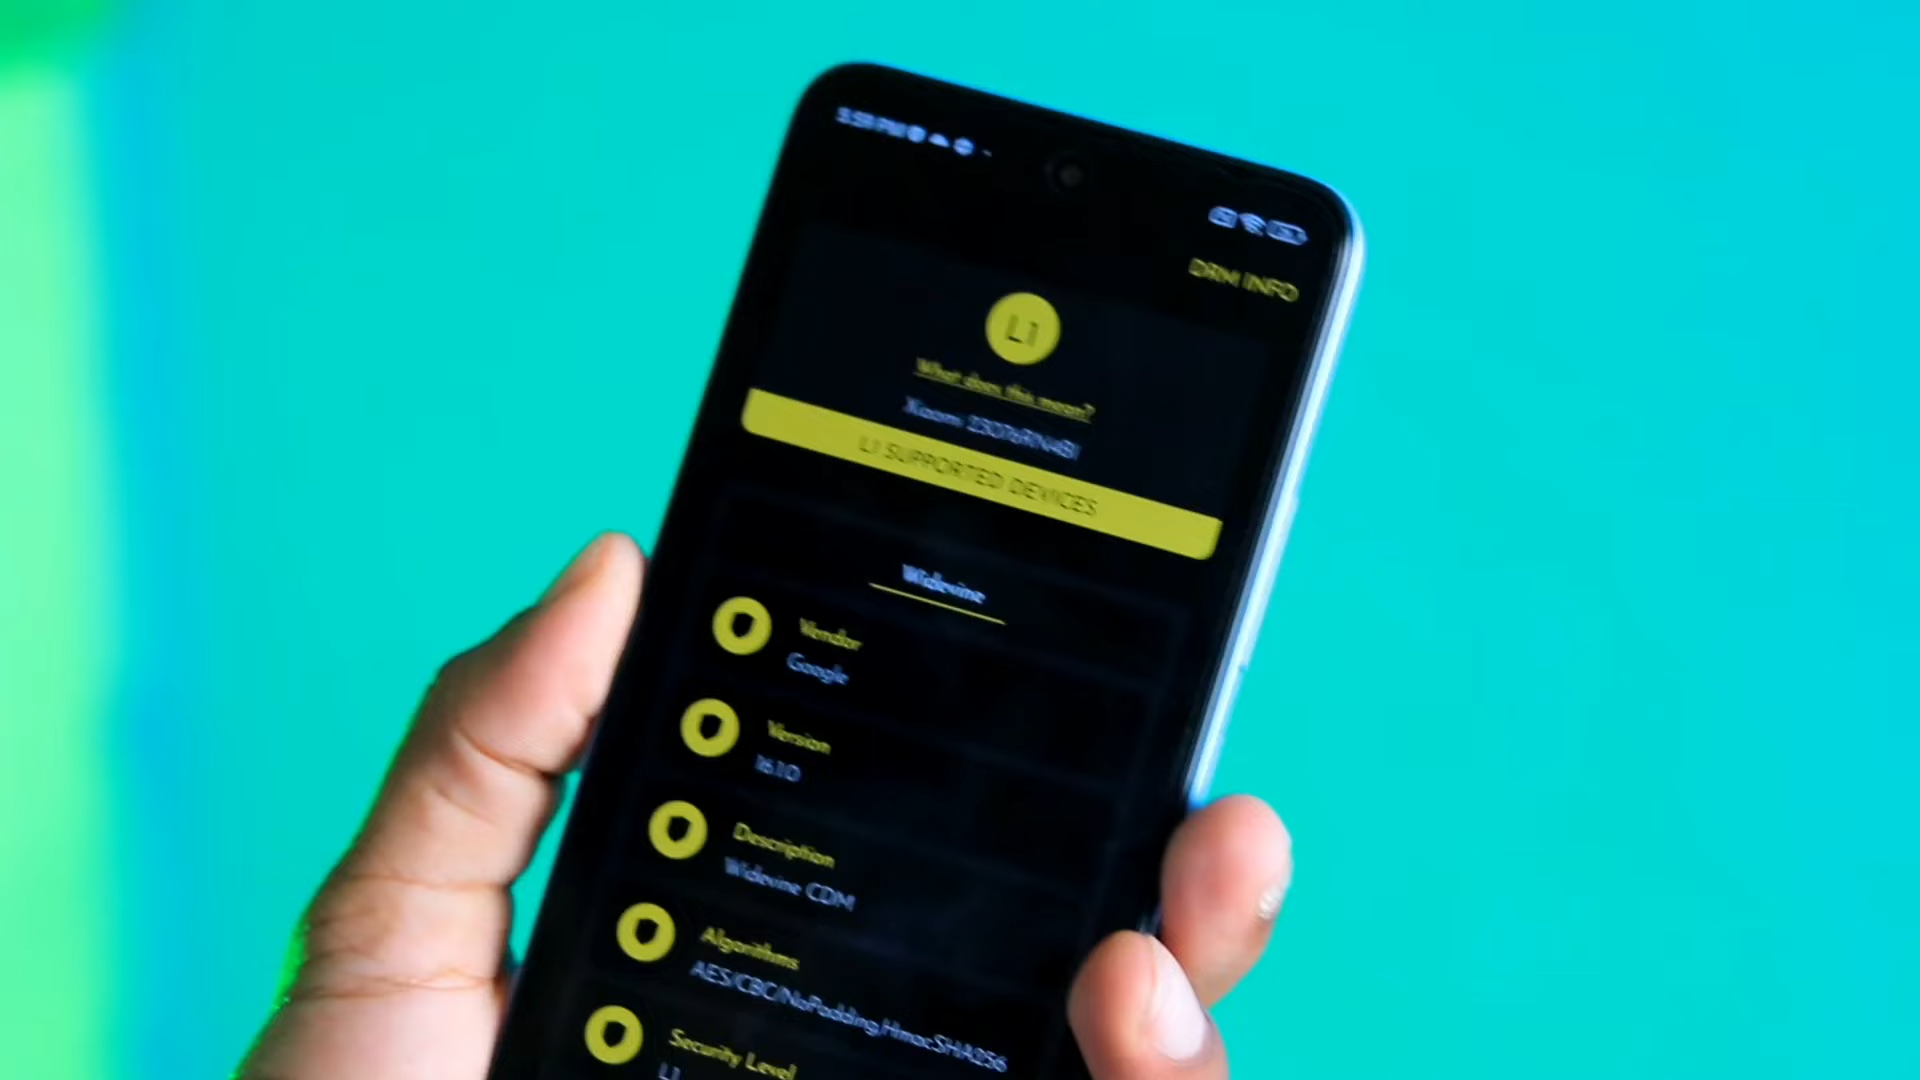 DRM INFO
L1
What does this mean?
Xiaomi 23076RN4BI
L1 SUPPORTED DEVICES
Widevine
Vendor
Google
Version
16.1.0
Description
Widevine CDM
Algorithms
AES/CBC/NoPadding,HmacSHA256
Security Level
L1